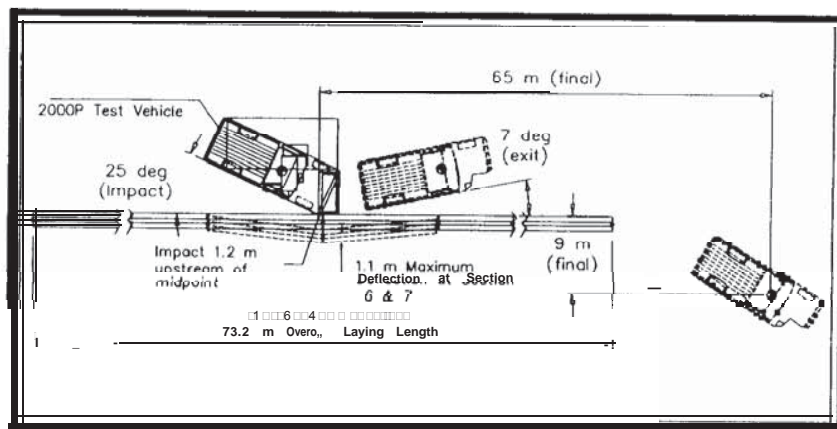 65 m (final)
2000P Test Vehicle
7 deg
(exit)
25 deg
(Impact)
Impact 1.2 m
upstream of
midpoint
1.1 m Maximum
Deflection at Section
6 & 7
9 m
(final)
73.2 m Laying Length